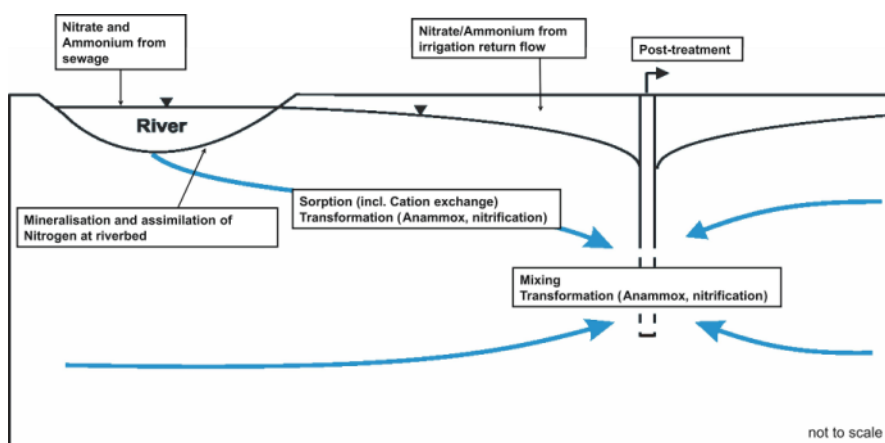 Nitrate and
Ammonium from
sewage
Nitrate/Ammonium from
irrigation return flow
Post-treatment
River
Mineralisation and assimilation of
Nitrogen at riverbed
Sorption (incl. Cation exchange)
Transformation (Anammox, nitrification)
Mixing
Transformation (Anammox, nitrification)
not to scale